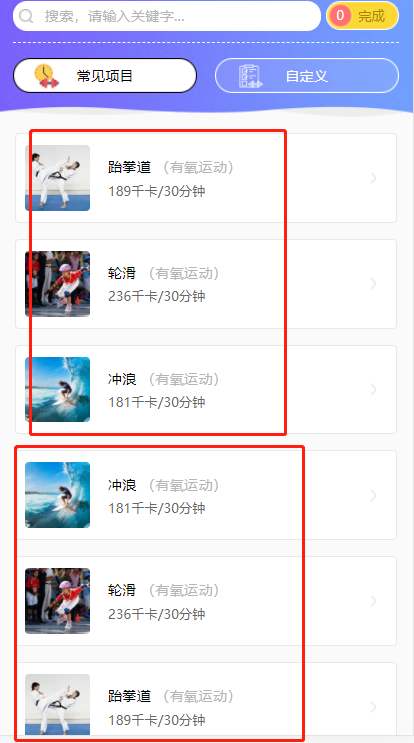 搜索，请输入关键字...
0 完成
常见项目
自定义
跆拳道（有氧运动）
189千卡/30分钟
轮滑（有氧运动）
236千卡/30分钟
冲浪（有氧运动）
181千卡/30分钟
冲浪（有氧运动）
181千卡/30分钟
轮滑（有氧运动）
236千卡/30分钟
跆拳道（有氧运动）
189千卡/30分钟